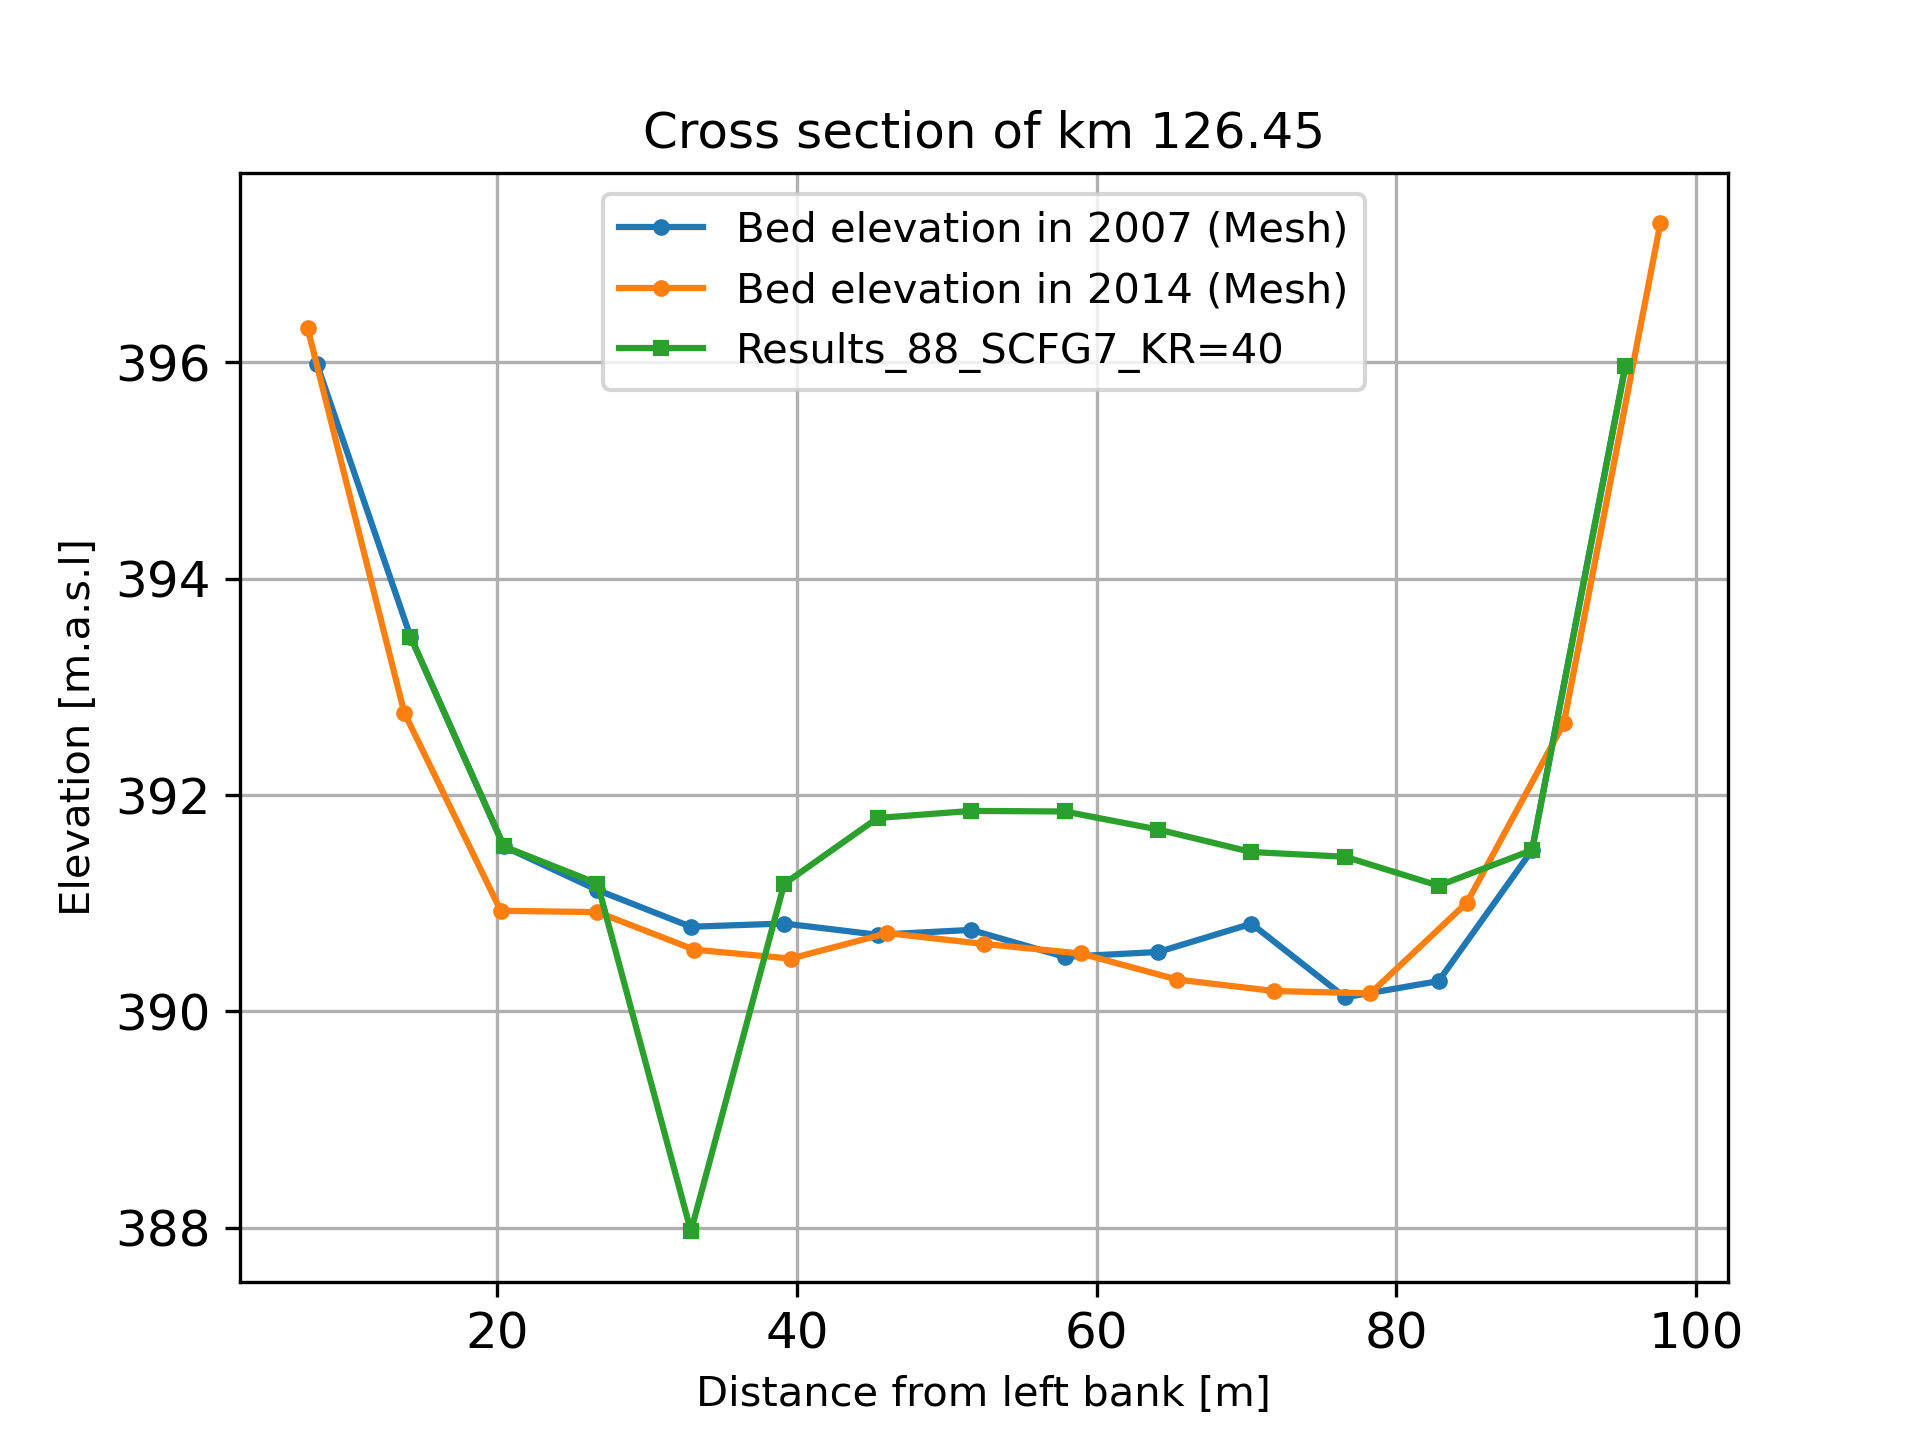 Cross section of km 126.45
Bed elevation in 2007 (Mesh)
Bed elevation in 2014 (Mesh)
Results_88_SCFG7_KR=40
Elevation [m.a.s.l]
396
394
392
390
388
20 40 60 80 100
Distance from left bank [m]